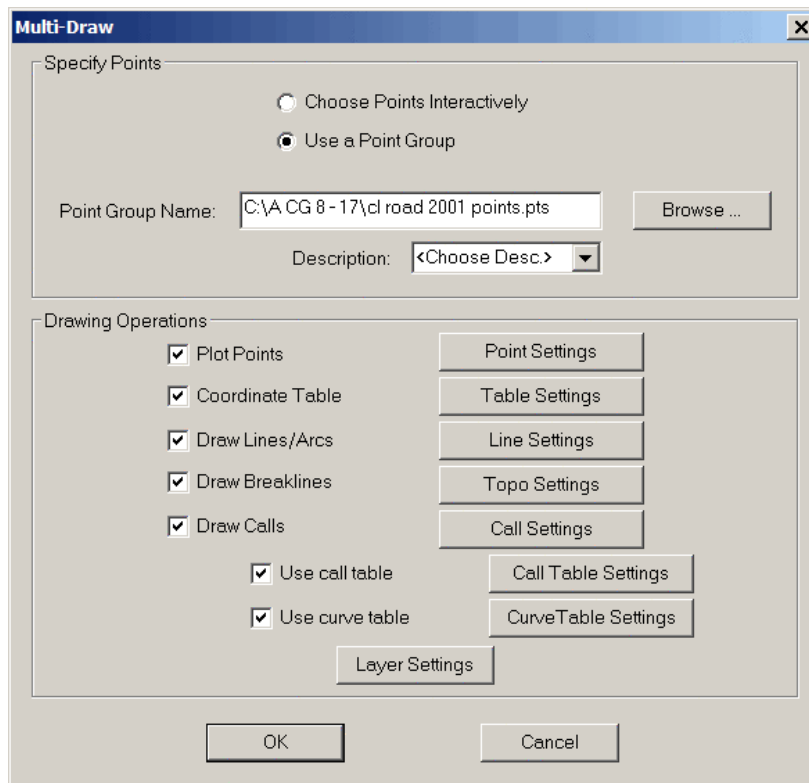 Multi-Draw
Specify Points
Choose Points Interactively
Use a Point Group
Point Group Name: C:\A CG 8 - 17\cl road 2001 points.pts Browse ...
Description: <Choose Desc.>
Drawing Operations
Plot Points Point Settings
Coordinate Table Table Settings
Draw Lines/Arcs Line Settings
Draw Breaklines Topo Settings
Draw Calls Call Settings
Use call table Call Table Settings
Use curve table CurveTable Settings
Layer Settings
OK Cancel